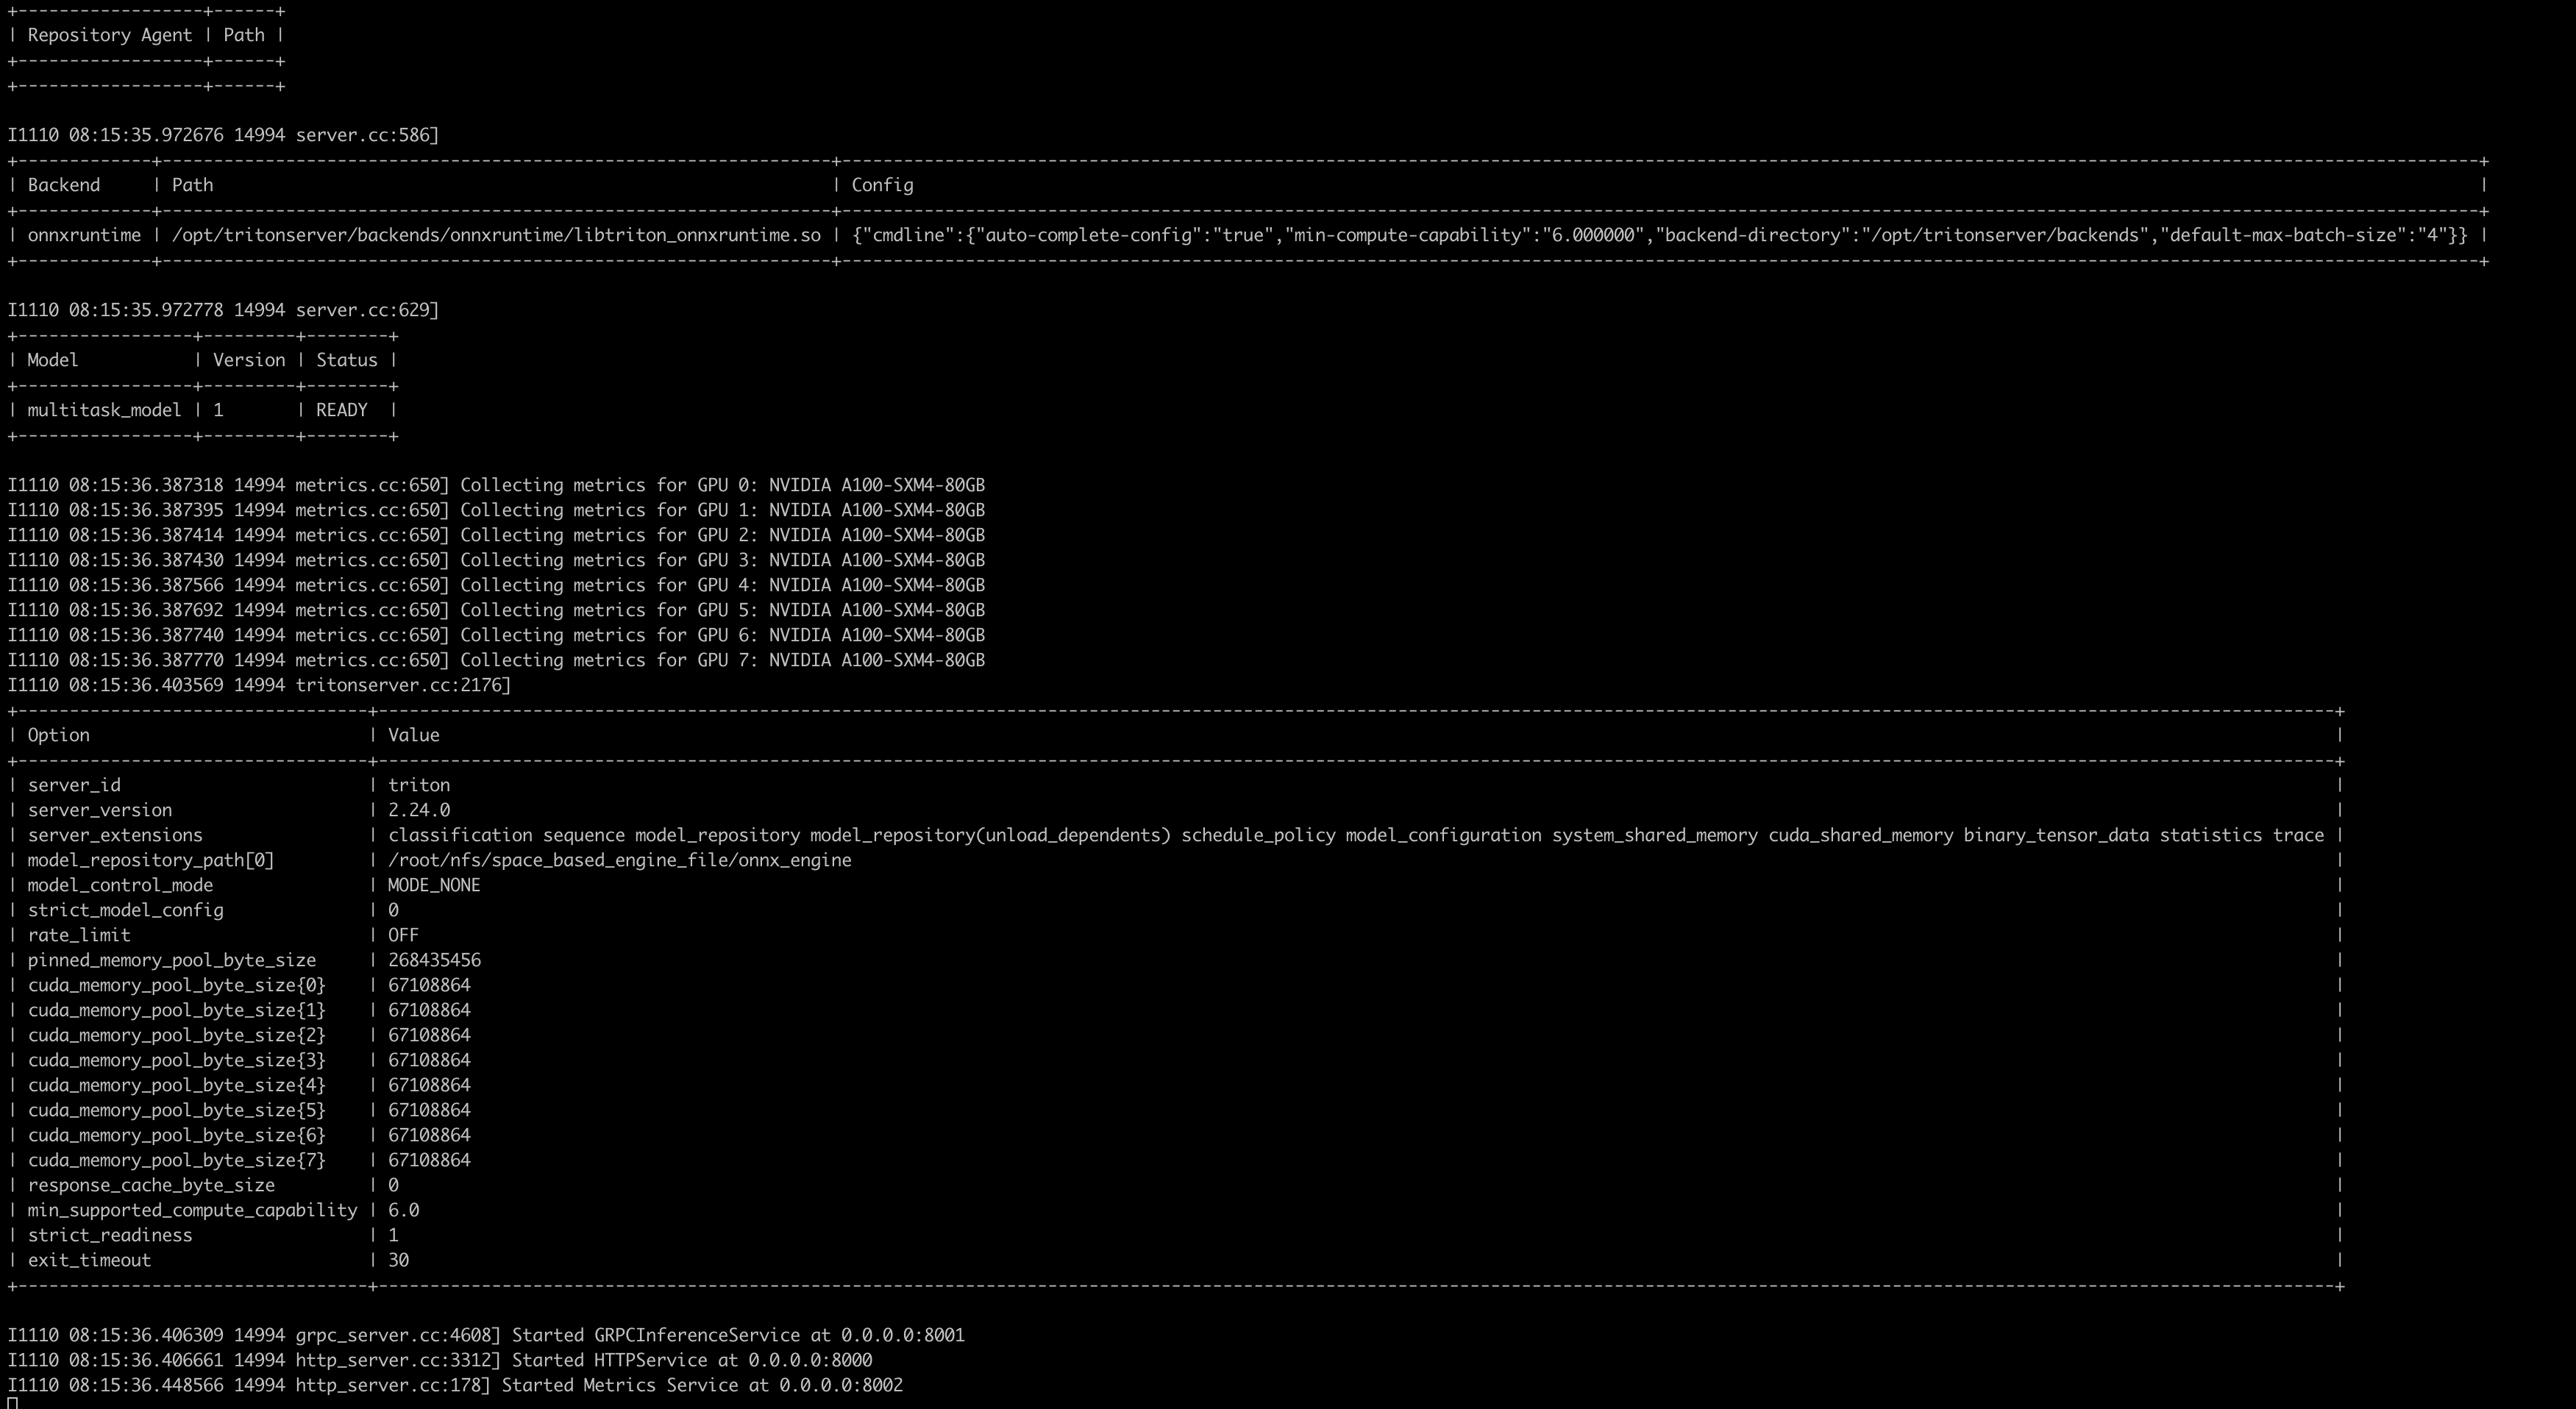 +------------------+------+
| Repository Agent | Path |
+------------------+------+
+------------------+------+
I1110 08:15:35.972676 14994 server.cc:586]
+-------------+-----------------------------------------------------------------+---------------------------------------------------------------------------------------------------------------------------------------------------------------+
| Backend     | Path                                                            | Config                                                                                                                                                        |
+-------------+-----------------------------------------------------------------+---------------------------------------------------------------------------------------------------------------------------------------------------------------+
| onnxruntime | /opt/tritonserver/backends/onnxruntime/libtriton_onnxruntime.so | {"cmdline":{"auto-complete-config":"true","min-compute-capability":"6.000000","backend-directory":"/opt/tritonserver/backends","default-max-batch-size":"4"}} |
+-------------+-----------------------------------------------------------------+---------------------------------------------------------------------------------------------------------------------------------------------------------------+
I1110 08:15:35.972778 14994 server.cc:629]
+-----------------+---------+--------+
| Model           | Version | Status |
+-----------------+---------+--------+
| multitask_model | 1       | READY  |
+-----------------+---------+--------+
I1110 08:15:36.387318 14994 metrics.cc:650] Collecting metrics for GPU 0: NVIDIA A100-SXM4-80GB
I1110 08:15:36.387395 14994 metrics.cc:650] Collecting metrics for GPU 1: NVIDIA A100-SXM4-80GB
I1110 08:15:36.387414 14994 metrics.cc:650] Collecting metrics for GPU 2: NVIDIA A100-SXM4-80GB
I1110 08:15:36.387430 14994 metrics.cc:650] Collecting metrics for GPU 3: NVIDIA A100-SXM4-80GB
I1110 08:15:36.387566 14994 metrics.cc:650] Collecting metrics for GPU 4: NVIDIA A100-SXM4-80GB
I1110 08:15:36.387692 14994 metrics.cc:650] Collecting metrics for GPU 5: NVIDIA A100-SXM4-80GB
I1110 08:15:36.387740 14994 metrics.cc:650] Collecting metrics for GPU 6: NVIDIA A100-SXM4-80GB
I1110 08:15:36.387770 14994 metrics.cc:650] Collecting metrics for GPU 7: NVIDIA A100-SXM4-80GB
I1110 08:15:36.403569 14994 tritonserver.cc:2176]
+----------------------------------+----------------------------------------------------------------------------------------------------------------------------------------------------------------------------------------------+
| Option                           | Value                                                                                                                                                                                        |
+----------------------------------+----------------------------------------------------------------------------------------------------------------------------------------------------------------------------------------------+
| server_id                        | triton |
| server_version                   | 2.24.0 |
| server_extensions                | classification sequence model_repository model_repository(unload_dependents) schedule_policy model_configuration system_shared_memory cuda_shared_memory binary_tensor_data statistics trace |
| model_repository_path[0]         | /root/nfs/space_based_engine_file/onnx_engine |
| model_control_mode               | MODE_NONE |
| strict_model_config              | 0 |
| rate_limit                       | OFF |
| pinned_memory_pool_byte_size     | 268435456 |
| cuda_memory_pool_byte_size{0}    | 67108864 |
| cuda_memory_pool_byte_size{1}    | 67108864 |
| cuda_memory_pool_byte_size{2}    | 67108864 |
| cuda_memory_pool_byte_size{3}    | 67108864 |
| cuda_memory_pool_byte_size{4}    | 67108864 |
| cuda_memory_pool_byte_size{5}    | 67108864 |
| cuda_memory_pool_byte_size{6}    | 67108864 |
| cuda_memory_pool_byte_size{7}    | 67108864 |
| response_cache_byte_size         | 0 |
| min_supported_compute_capability | 6.0 |
| strict_readiness                 | 1 |
| exit_timeout                     | 30 |
+----------------------------------+----------------------------------------------------------------------------------------------------------------------------------------------------------------------------------------------+
I1110 08:15:36.406309 14994 grpc_server.cc:4608] Started GRPCInferenceService at 0.0.0.0:8001
I1110 08:15:36.406661 14994 http_server.cc:3312] Started HTTPService at 0.0.0.0:8000
I1110 08:15:36.448566 14994 http_server.cc:178] Started Metrics Service at 0.0.0.0:8002